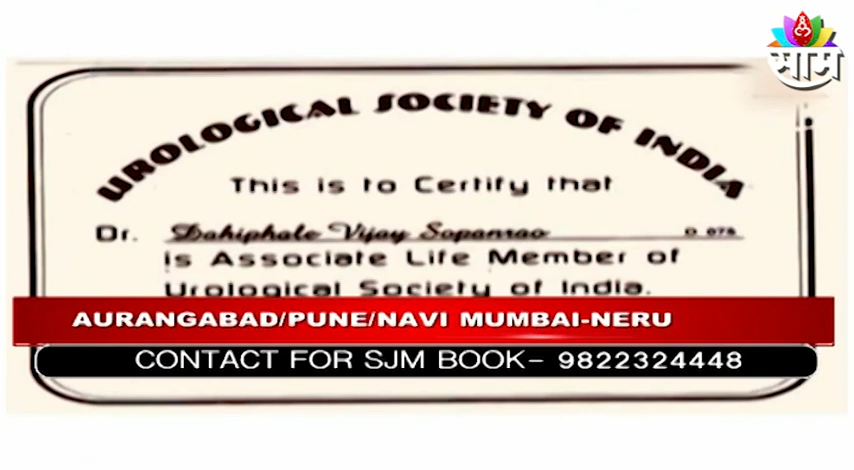 साम
UROLOGICAL SOCIETY OF INDIA
This is to Certify that
Dr. Dahiphale Vijay Sopanrao D 075
is Associate Life Member of
Urological Society of India.
AURANGABAD/PUNE/NAVI MUMBAI-NERU
CONTACT FOR SJM BOOK- 9822324448